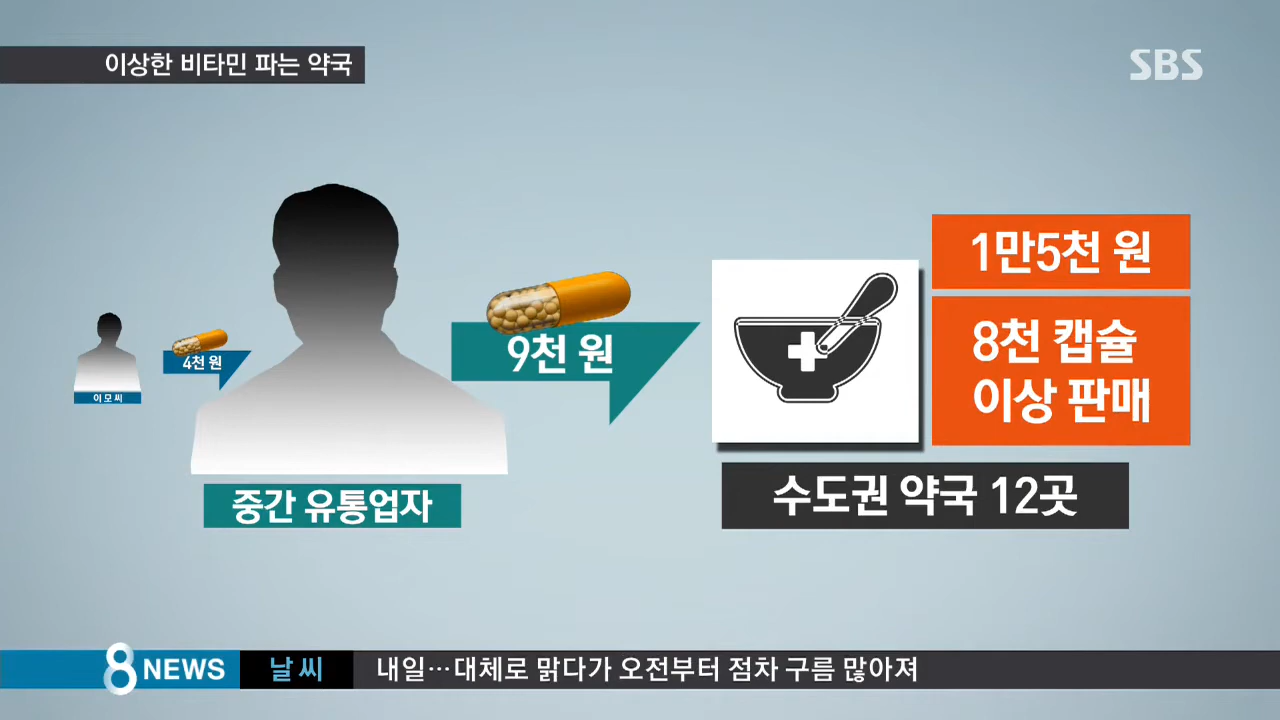 이상한 비타민 파는 약국
SBS
4천 원
이 모 씨
9천 원
중간 유통업자
1만5천 원
8천 캡슐
이상 판매
수도권 약국 12곳
8 NEWS
날 씨
내일…대체로 맑다가 오전부터 점차 구름 많아져